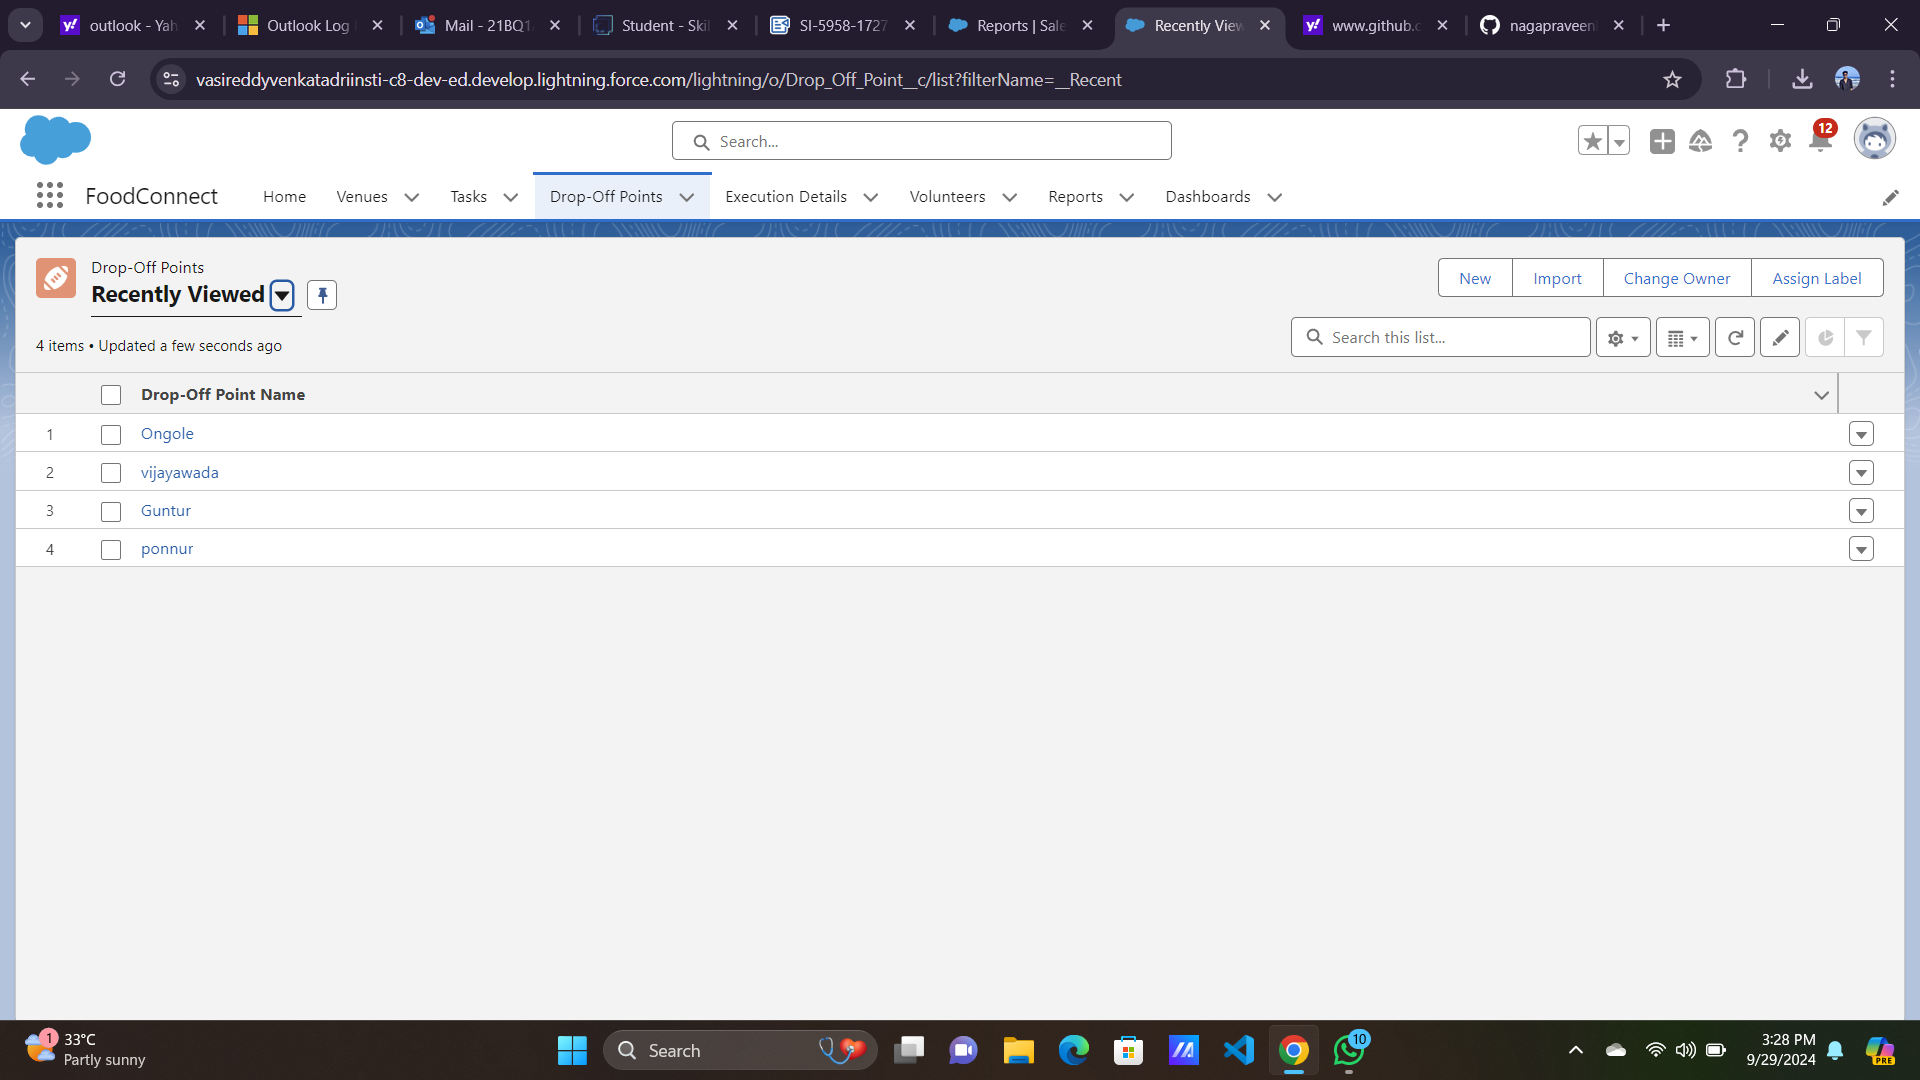 outlook - Yah
Outlook Log
Mail - 21BQ1
Student - Skil
SI-5958-1727
Reports | Sale
Recently View
www.github.c
nagapraveen
vasireddyvenkatadriinsti-c8-dev-ed.develop.lightning.force.com/lightning/o/Drop_Off_Point__c/list?filterName=__Recent
Search...
12
FoodConnect
Home
Venues
Tasks
Drop-Off Points
Execution Details
Volunteers
Reports
Dashboards
Drop-Off Points
Recently Viewed
New
Import
Change Owner
Assign Label
4 items • Updated a few seconds ago
Search this list...
Drop-Off Point Name
1 Ongole
2 vijayawada
3 Guntur
4 ponnur
1
33°C
Partly sunny
Search
10
3:28 PM
9/29/2024
PRE